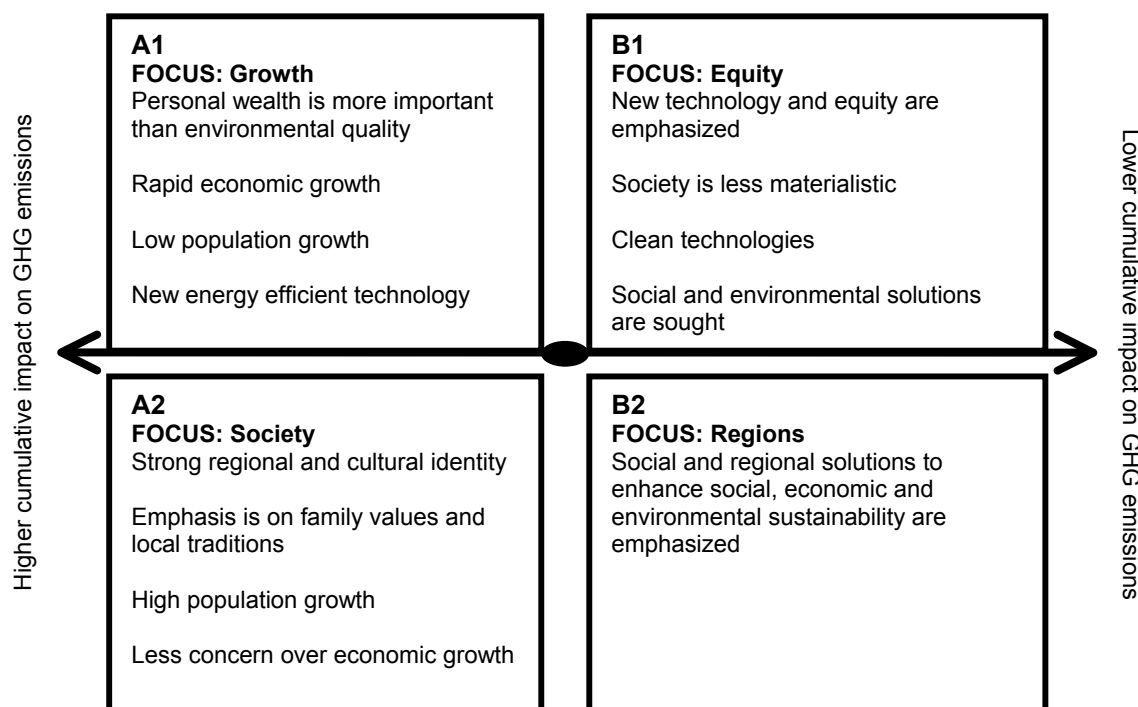 Higher cumulative impact on GHG emissions
A1
FOCUS: Growth
Personal wealth is more important
than environmental quality
Rapid economic growth
Low population growth
New energy efficient technology
B1
FOCUS: Equity
New technology and equity are
emphasized
Society is less materialistic
Clean technologies
Social and environmental solutions
are sought
A2
FOCUS: Society
Strong regional and cultural identity
Emphasis is on family values and
local traditions
High population growth
Less concern over economic growth
B2
FOCUS: Regions
Social and regional solutions to
enhance social, economic and
environmental sustainability are
emphasized
Lower cumulative impact on GHG emissions